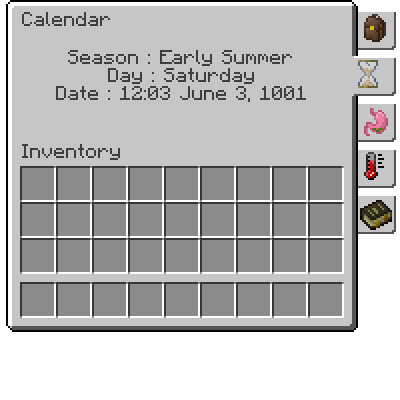 Calendar
Season : Early Summer
Day : Saturday
Date : 12:03 June 3, 1001
Inventory